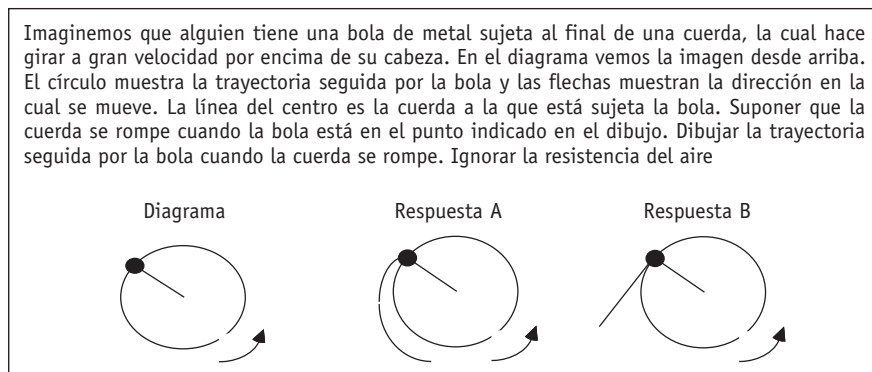 Imaginemos que alguien tiene una bola de metal sujeta al final de una cuerda, la cual hace
girar a gran velocidad por encima de su cabeza. En el diagrama vemos la imagen desde arriba.
El círculo muestra la trayectoria seguida por la bola y las flechas muestran la dirección en la
cual se mueve. La línea del centro es la cuerda a la que está sujeta la bola. Suponer que la
cuerda se rompe cuando la bola está en el punto indicado en el dibujo. Dibujar la trayectoria
seguida por la bola cuando la cuerda se rompe. Ignorar la resistencia del aire
Diagrama Respuesta A Respuesta B